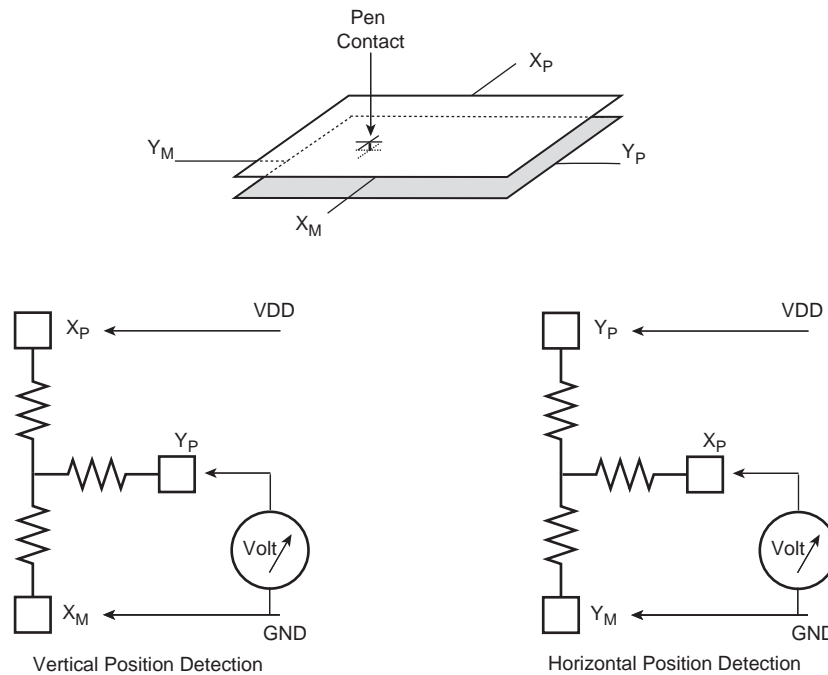 Pen
Contact
XP
YM
YP
XM
VDD
XP
YP
Volt
XM
GND
Vertical Position Detection
VDD
YP
XP
Volt
YM
GND
Horizontal Position Detection